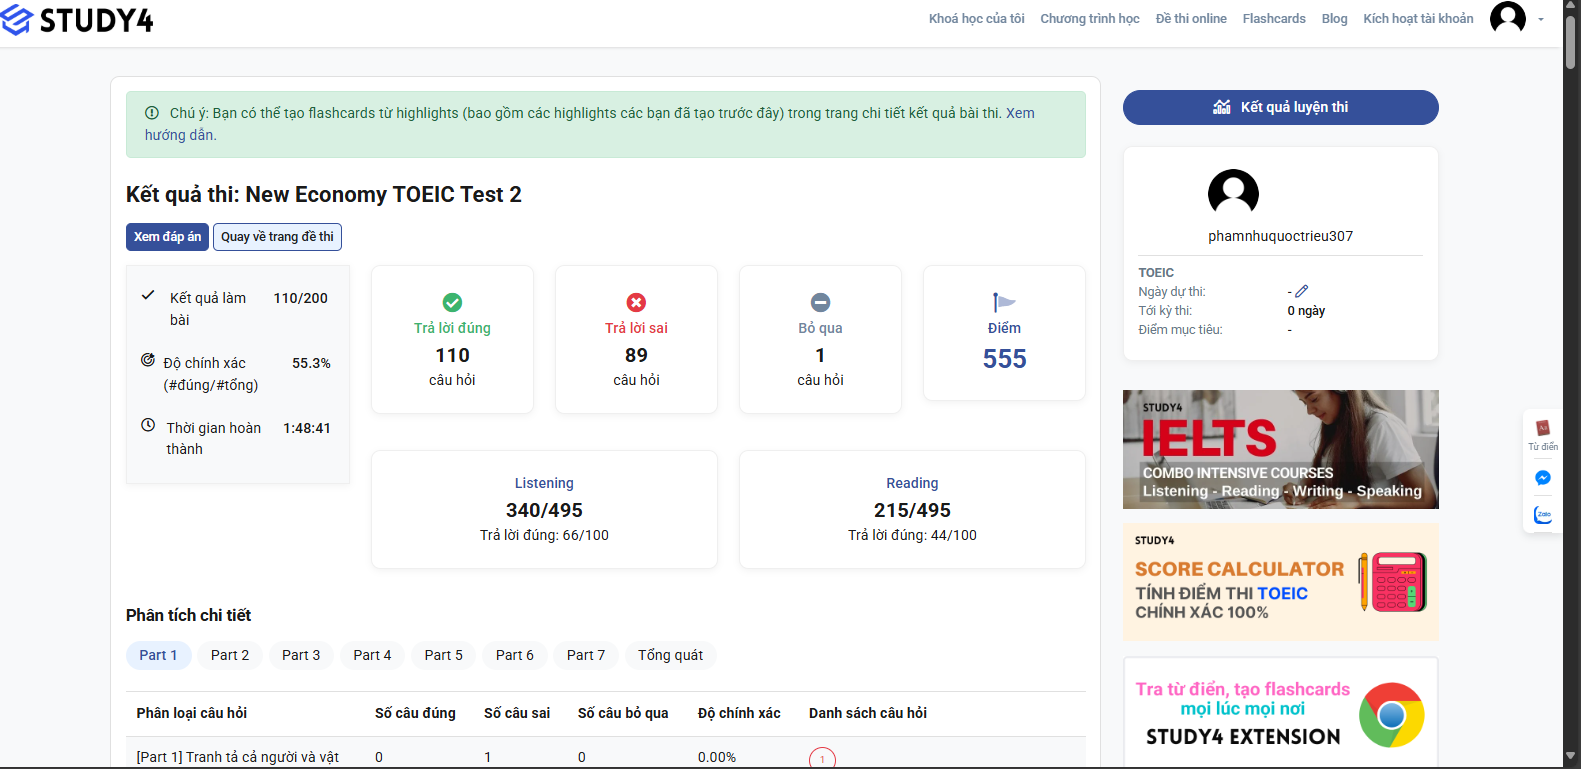 STUDY4
Khoá học của tôi
Chương trình học
Đề thi online
Flashcards
Blog
Kích hoạt tài khoản
Chú ý: Bạn có thể tạo flashcards từ highlights (bao gồm các highlights các bạn đã tạo trước đây) trong trang chi tiết kết quả bài thi. Xem
hướng dẫn.
Kết quả thi: New Economy TOEIC Test 2
Xem đáp án
Quay về trang đề thi
Kết quả làm
bài
110/200
Độ chính xác
(#đúng/#tổng)
55.3%
Thời gian hoàn
thành
1:48:41
Trả lời đúng
110
câu hỏi
Trả lời sai
89
câu hỏi
Bỏ qua
1
câu hỏi
Điểm
555
Listening
340/495
Trả lời đúng: 66/100
Reading
215/495
Trả lời đúng: 44/100
Phân tích chi tiết
Part 1
Part 2
Part 3
Part 4
Part 5
Part 6
Part 7
Tổng quát
Phân loại câu hỏi
Số câu đúng
Số câu sai
Số câu bỏ qua
Độ chính xác
Danh sách câu hỏi
[Part 1] Tranh tả cả người và vật
0
1
0
0.00%
1
Kết quả luyện thi
phamnhuquoctrieu307
TOEIC
Ngày dự thi:
-
Tới kỳ thi:
0 ngày
Điểm mục tiêu:
-
STUDY4
IELTS
COMBO INTENSIVE COURSES
Listening - Reading - Writing - Speaking
STUDY4
SCORE CALCULATOR
TÍNH ĐIỂM THI TOEIC
CHÍNH XÁC 100%
Tra từ điển, tạo flashcards
mọi lúc mọi nơi
STUDY4 EXTENSION
Từ điển
Zalo